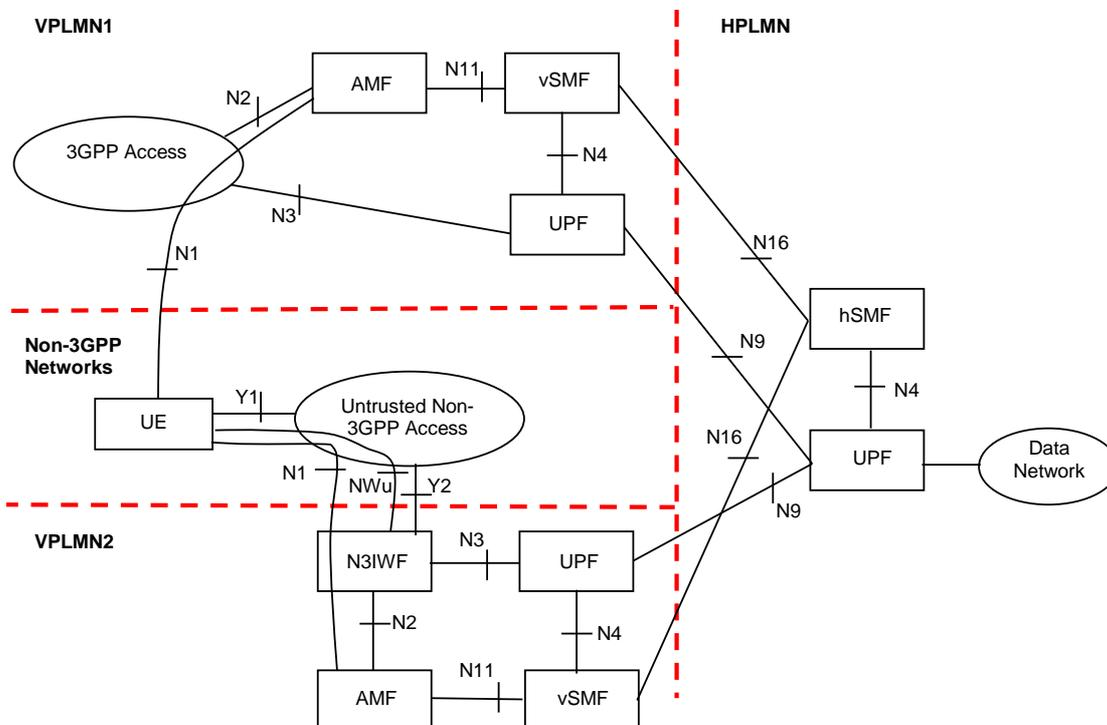 VPLMN1
HPLMN
N11
AMF
vSMF
N2
3GPP Access
N4
N3
UPF
N1
N16
hSMF
Non-3GPP
Networks
N9
N4
Y1
Untrusted Non-
3GPP Access
UE
N16
UPF
Data
Network
N1
NWu
Y2
N9
VPLMN2
N3IWF
N3
UPF
N2
N4
N11
AMF
vSMF